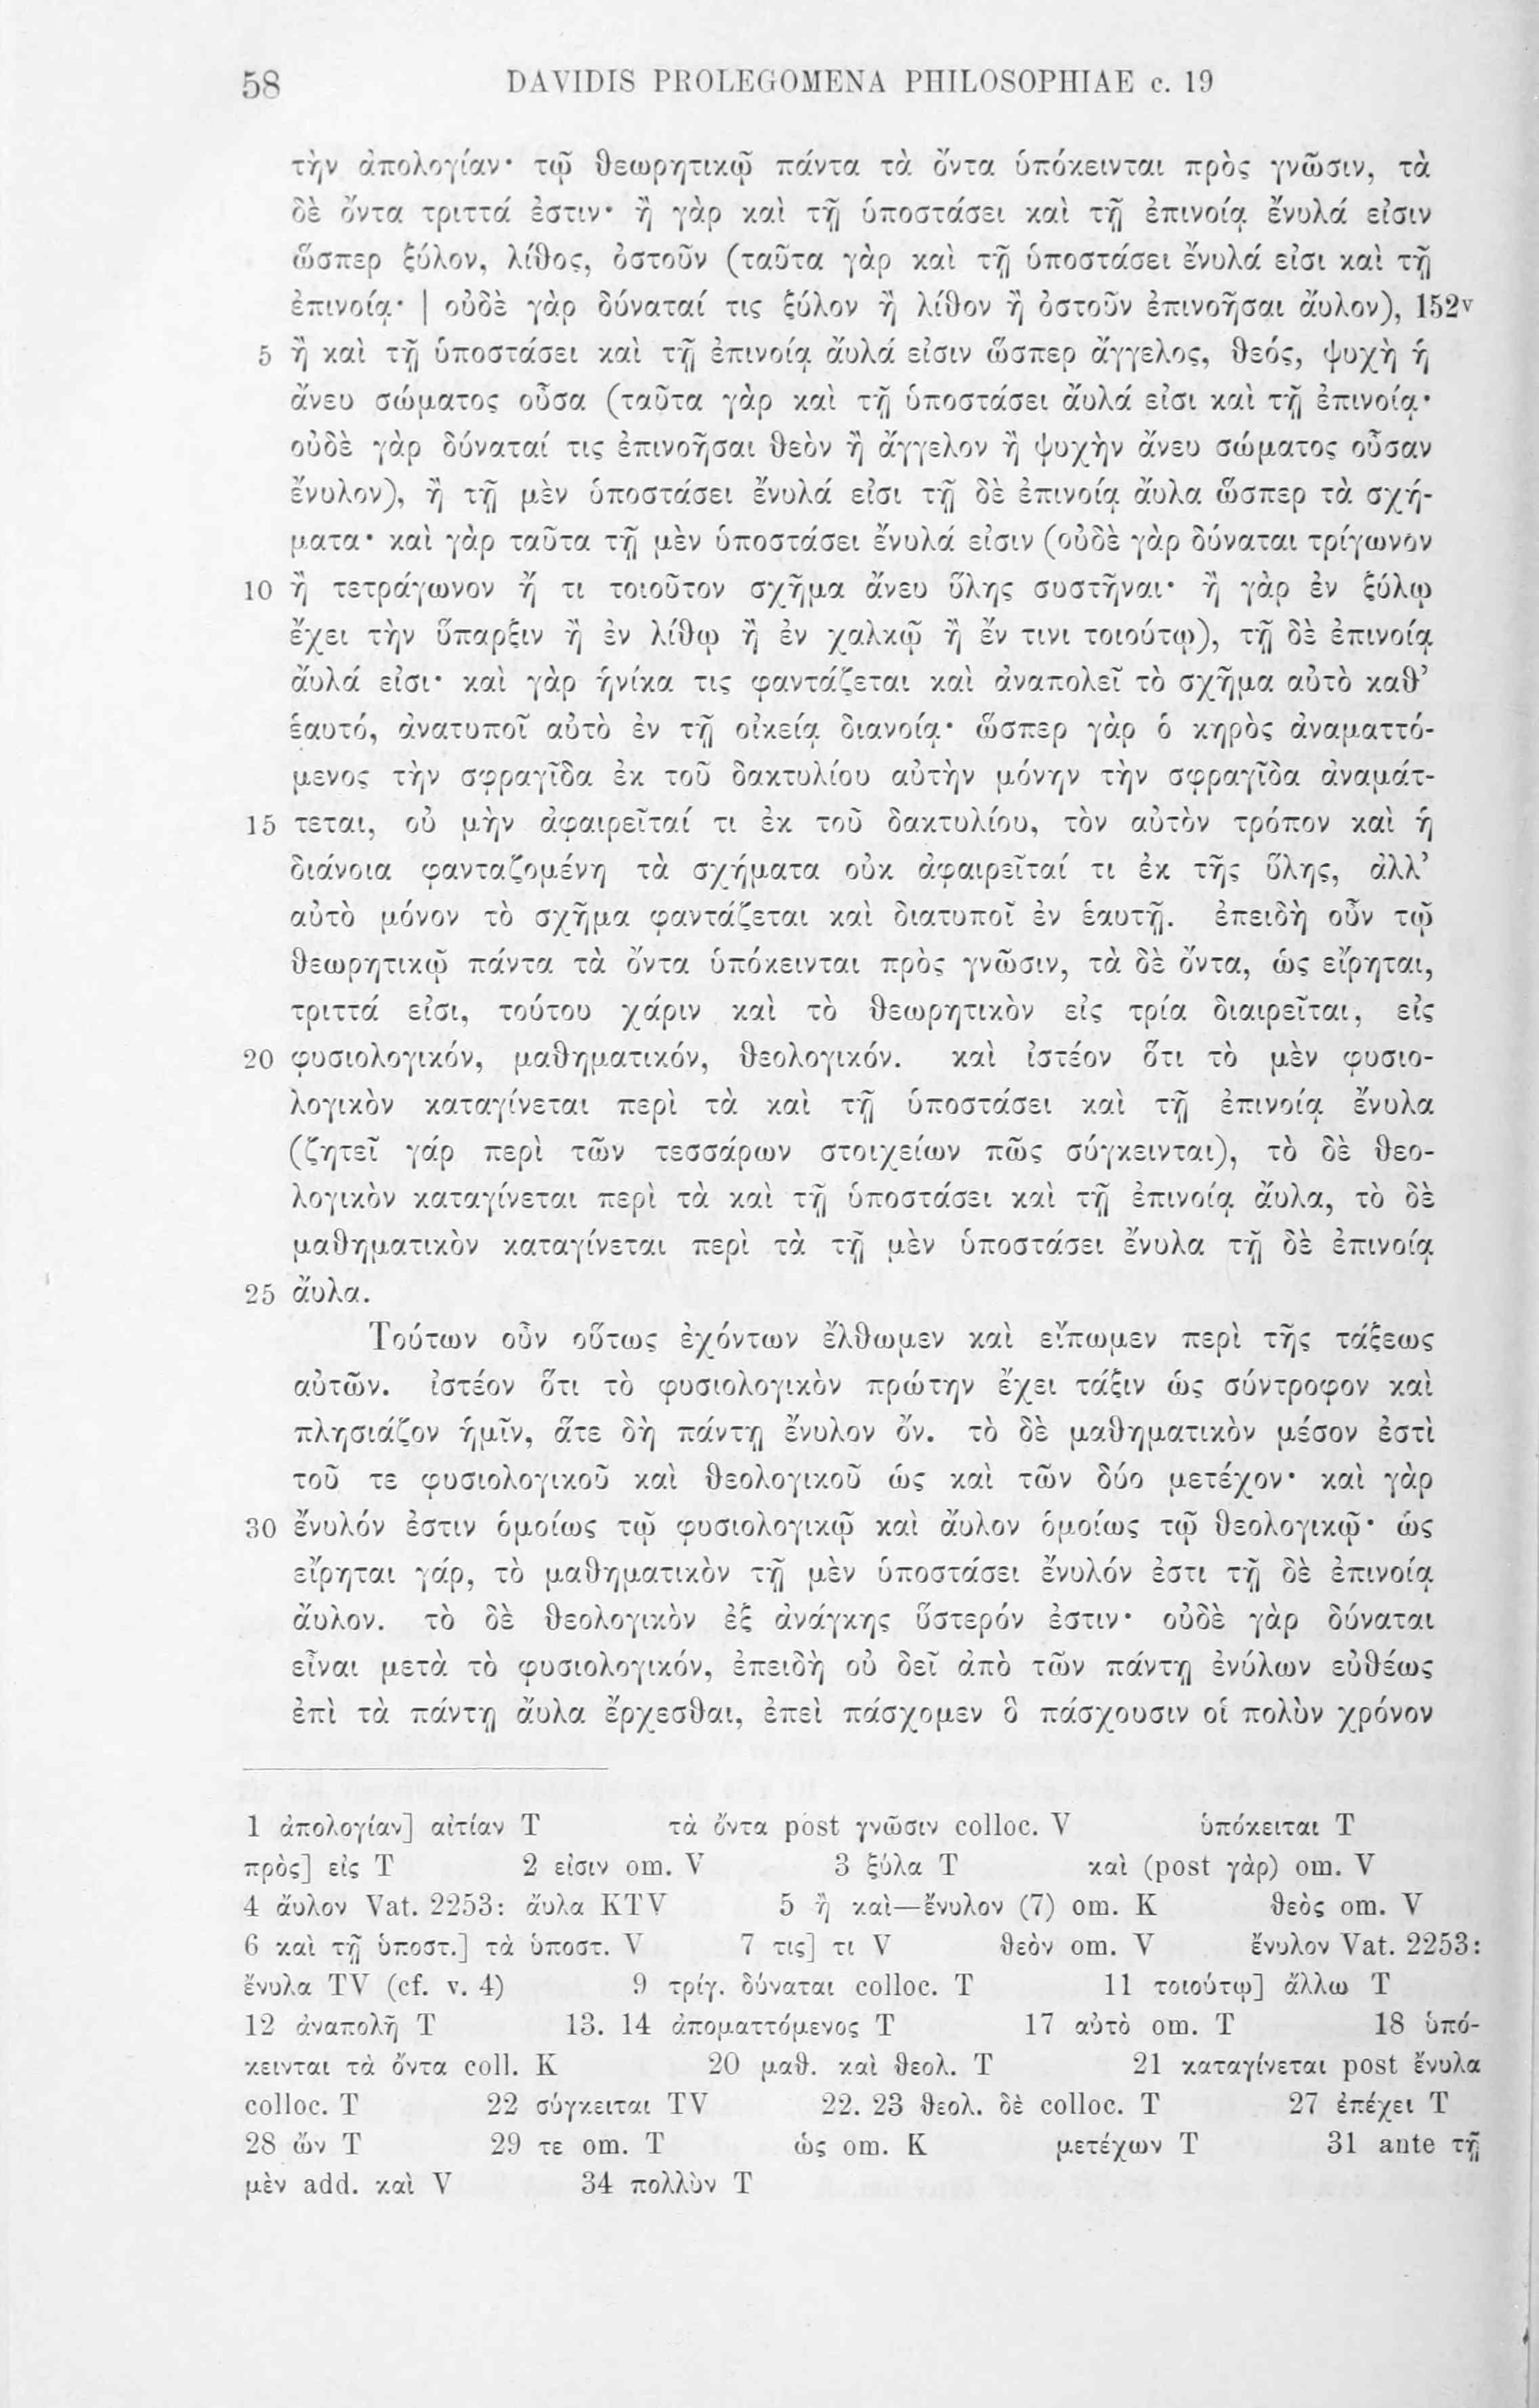 58 DAVIDIS PROLEGOMENA PHILOSOPHIAE c. 19
τὴν ἀπολογίαν· τῷ θεωρητικῷ πάντα τὰ ὄντα ὑπόκεινται πρὸς γνῶσιν, τὰ
δὲ ὄντα τριττά ἐστιν· ἢ γὰρ καὶ τῇ ὑποστάσει καὶ τῇ ἐπινοίᾳ ἔνυλά εἰσιν
ὥσπερ ξύλον, λίθος, ὀστοῦν (ταῦτα γὰρ καὶ τῇ ὑποστάσει ἔνυλά εἰσι καὶ τῇ
ἐπινοίᾳ· | οὐδὲ γὰρ δύναταί τις ξύλον ἢ λίθον ἢ ὀστοῦν ἐπινοῆσαι ἄυλον), 152v
5 ἢ καὶ τῇ ὑποστάσει καὶ τῇ ἐπινοίᾳ ἄυλά εἰσιν ὥσπερ ἄγγελος, θεός, ψυχὴ ἡ
ἄνευ σώματος οὖσα (ταῦτα γὰρ καὶ τῇ ὑποστάσει ἄυλά εἰσι καὶ τῇ ἐπινοίᾳ·
οὐδὲ γὰρ δύναταί τις ἐπινοῆσαι θεὸν ἢ ἄγγελον ἢ ψυχὴν ἄνευ σώματος οὖσαν
ἔνυλον), ἢ τῇ μὲν ὑποστάσει ἔνυλά εἰσι τῇ δὲ ἐπινοίᾳ ἄυλα ὥσπερ τὰ σχή-
ματα· καὶ γὰρ ταῦτα τῇ μὲν ὑποστάσει ἔνυλά εἰσιν (οὐδὲ γὰρ δύναται τρίγωνον
10 ἢ τετράγωνον ἤ τι τοιοῦτον σχῆμα ἄνευ ὕλης συστῆναι· ἢ γὰρ ἐν ξύλῳ
ἔχει τὴν ὕπαρξιν ἢ ἐν λίθῳ ἢ ἐν χαλκῷ ἢ ἔν τινι τοιούτῳ), τῇ δὲ ἐπινοίᾳ
ἄυλά εἰσι· καὶ γὰρ ἡνίκα τις φαντάζεται καὶ ἀναπολεῖ τὸ σχῆμα αὐτὸ καθ’
ἑαυτό, ἀνατυποῖ αὐτὸ ἐν τῇ οἰκείᾳ διανοίᾳ· ὥσπερ γὰρ ὁ κηρὸς ἀναματτό-
μενος τὴν σφραγῖδα ἐκ τοῦ δακτυλίου αὐτὴν μόνην τὴν σφραγῖδα ἀναμάτ-
15 τεται, οὐ μὴν ἀφαιρεῖταί τι ἐκ τοῦ δακτυλίου, τὸν αὐτὸν τρόπον καὶ ἡ
διάνοια φανταζομένη τὰ σχήματα οὐκ ἀφαιρεῖταί τι ἐκ τῆς ὕλης, ἀλλ’
αὐτὸ μόνον τὸ σχῆμα φαντάζεται καὶ διατυποῖ ἐν ἑαυτῇ. ἐπειδὴ οὖν τῷ
θεωρητικῷ πάντα τὰ ὄντα ὑπόκεινται πρὸς γνῶσιν, τὰ δὲ ὄντα, ὡς εἴρηται,
τριττά εἰσι, τούτου χάριν καὶ τὸ θεωρητικὸν εἰς τρία διαιρεῖται, εἰς
20 φυσιολογικόν, μαθηματικόν, θεολογικόν. καὶ ἰστέον ὅτι τὸ μὲν φυσιο-
λογικὸν καταγίνεται περὶ τὰ καὶ τῇ ὑποστάσει καὶ τῇ ἐπινοίᾳ ἔνυλα
(ζητεῖ γάρ περὶ τῶν τεσσάρων στοιχείων πῶς σύγκεινται), τὸ δὲ θεο-
λογικὸν καταγίνεται περὶ τὰ καὶ τῇ ὑποστάσει καὶ τῇ ἐπινοίᾳ ἄυλα, τὸ δὲ
μαθηματικὸν καταγίνεται περὶ τὰ τῇ μὲν ὑποστάσει ἔνυλα τῇ δὲ ἐπινοίᾳ
25 ἄυλα.
Τούτων οὖν οὕτως ἐχόντων ἔλθωμεν καὶ εἴπωμεν περὶ τῆς τάξεως
αὐτῶν. ἰστέον ὅτι τὸ φυσιολογικὸν πρώτην ἔχει τάξιν ὡς σύντροφον καὶ
πλησιάζον ἡμῖν, ἅτε δὴ πάντῃ ἔνυλον ὄν. τὸ δὲ μαθηματικὸν μέσον ἐστὶ
τοῦ τε φυσιολογικοῦ καὶ θεολογικοῦ ὡς καὶ τῶν δύο μετέχον· καὶ γὰρ
30 ἔνυλόν ἐστιν ὁμοίως τῷ φυσιολογικῷ καὶ ἄυλον ὁμοίως τῷ θεολογικῷ· ὡς
εἴρηται γάρ, τὸ μαθηματικὸν τῇ μὲν ὑποστάσει ἔνυλόν ἐστι τῇ δὲ ἐπινοίᾳ
ἄυλον. τὸ δὲ θεολογικὸν ἐξ ἀνάγκης ὕστερόν ἐστιν· οὐδὲ γὰρ δύναται
εἶναι μετὰ τὸ φυσιολογικόν, ἐπειδὴ οὐ δεῖ ἀπὸ τῶν πάντῃ ἐνύλων εὐθέως
ἐπὶ τὰ πάντῃ ἄυλα ἔρχεσθαι, ἐπεὶ πάσχομεν ὃ πάσχουσιν οἱ πολὺν χρόνον
1 ἀπολογίαν] αἰτίαν T τὰ ὄντα post γνῶσιν colloc. V ὑπόκειται T
πρὸς] εἰς T 2 εἰσιν om. V 3 ξύλα T καὶ (post γὰρ) om. V
4 ἄυλον Vat. 2253: ἄυλα KTV 5 ἢ καὶ—ἔνυλον (7) om. K θεὸς om. V
6 καὶ τῇ ὑποστ.] τὰ ὑποστ. V 7 τις] τι V θεὸν om. V ἔνυλον Vat. 2253:
ἔνυλα TV (cf. v. 4) 9 τρίγ. δύναται colloc. T 11 τοιούτῳ] ἄλλω T
12 ἀναπολῆ T 13. 14 ἀποματτόμενος T 17 αὐτὸ om. T 18 ὑπό-
κεινται τὰ ὄντα coll. K 20 μαθ. καὶ θεολ. T 21 καταγίνεται post ἔνυλα
colloc. T 22 σύγκειται TV 22. 23 θεολ. δὲ colloc. T 27 ἐπέχει T
28 ὢν T 29 τε om. T ὡς om. K μετέχων T 31 ante τῇ
μὲν add. καὶ V 34 πολλὺν T